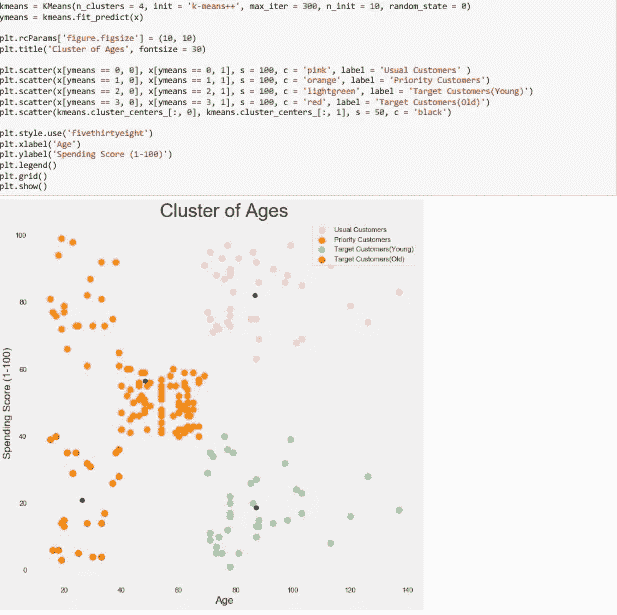 kmeans = KMeans(n_clusters = 4, init = 'k-means++', max_iter = 300, n_init = 10, random_state = 0)
ymeans = kmeans.fit_predict(x)
plt.rcParams['figure.figsize'] = (10, 10)
plt.title('Cluster of Ages', fontsize = 30)
plt.scatter(x[ymeans == 0, 0], x[ymeans == 0, 1], s = 100, c = 'pink', label = 'Usual Customers' )
plt.scatter(x[ymeans == 1, 0], x[ymeans == 1, 1], s = 100, c = 'orange', label = 'Priority Customers')
plt.scatter(x[ymeans == 2, 0], x[ymeans == 2, 1], s = 100, c = 'lightgreen', label = 'Target Customers(Young)')
plt.scatter(x[ymeans == 3, 0], x[ymeans == 3, 1], s = 100, c = 'red', label = 'Target Customers(Old)')
plt.scatter(kmeans.cluster_centers_[:, 0], kmeans.cluster_centers_[:, 1], s = 50, c = 'black')
plt.style.use('fivethirtyeight')
plt.xlabel('Age')
plt.ylabel('Spending Score (1-100)')
plt.legend()
plt.grid()
plt.show()
Cluster of Ages
Usual Customers
Priority Customers
Target Customers(Young)
Target Customers(Old)
100
80
60
40
20
0
Spending Score (1-100)
20 40 60 80 100 120 140
Age